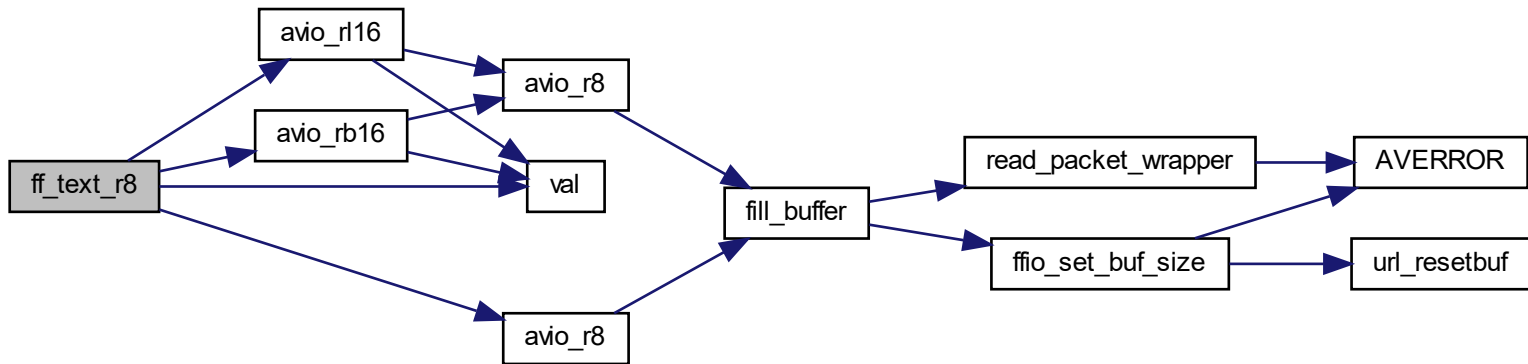 ff_text_r8
avio_rl16
avio_rb16
avio_r8
val
avio_r8
fill_buffer
read_packet_wrapper
ffio_set_buf_size
AVERROR
url_resetbuf